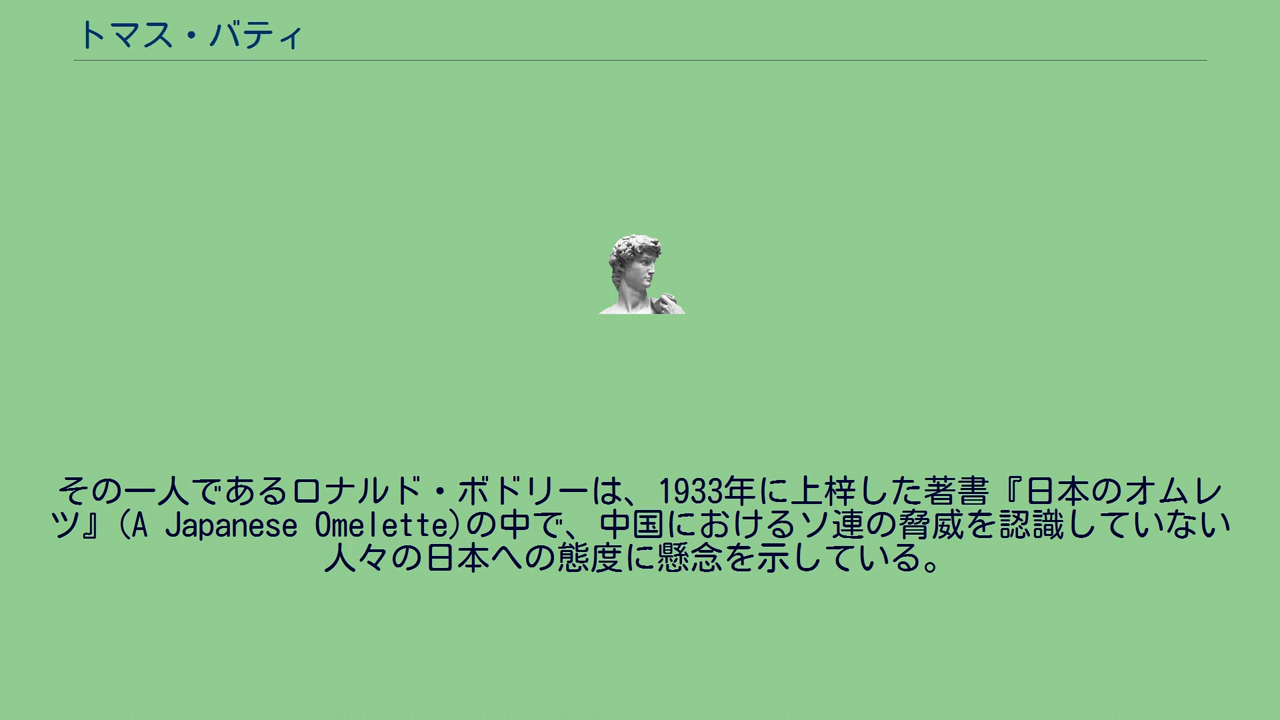 トマス・バティ
その一人であるロナルド・ボドリーは、1933年に上梓した著書『日本のオムレ
ツ』(A Japanese Omelette)の中で、中国におけるソ連の脅威を認識していない
人々の日本への態度に懸念を示している。